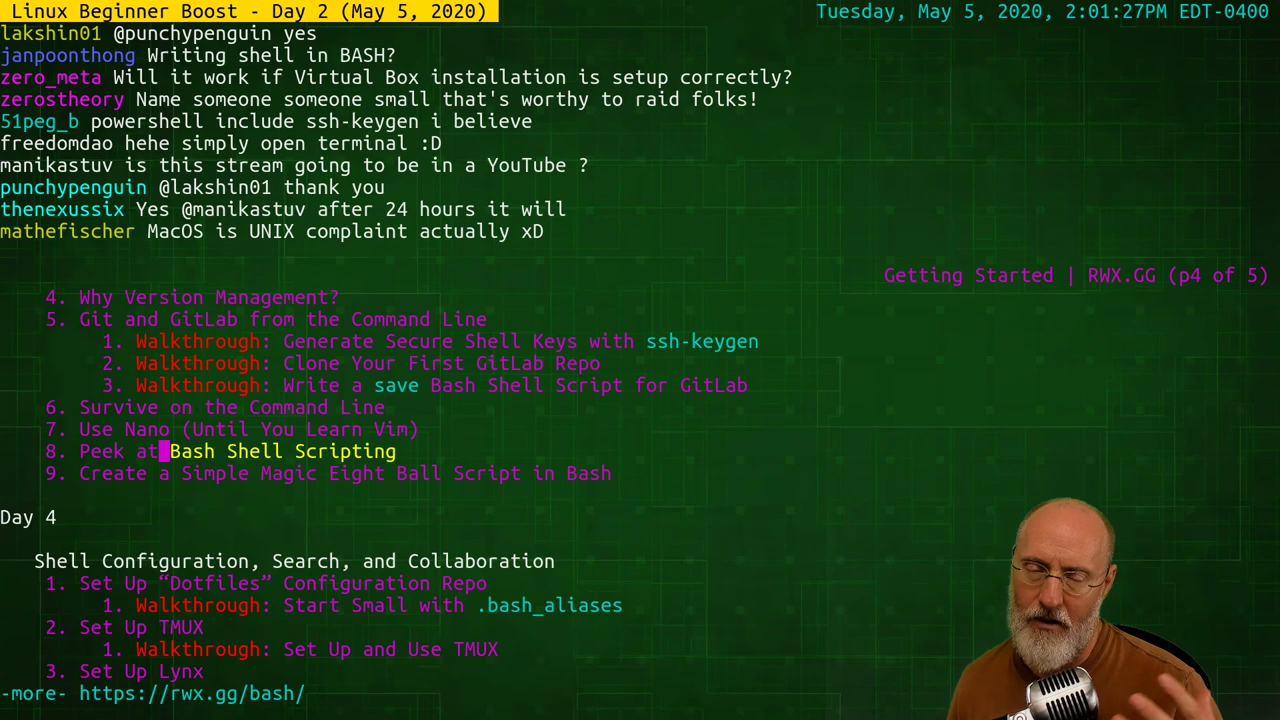 Linux Beginner Boost - Day 2 (May 5, 2020)
Tuesday, May 5, 2020, 2:01:27PM EDT-0400
lakshin01 @punchypenguin yes
janpoonthong Writing shell in BASH?
zero_meta Will it work if Virtual Box installation is setup correctly?
zerostheory Name someone someone small that's worthy to raid folks!
51peg_b powershell include ssh-keygen i believe
freedomdao hehe simply open terminal :D
manikastuv is this stream going to be in a YouTube ?
punchypenguin @lakshin01 thank you
thenexussix Yes @manikastuv after 24 hours it will
mathefischer MacOS is UNIX complaint actually xD
Getting Started | RWX.GG (p4 of 5)
4. Why Version Management?
5. Git and GitLab from the Command Line
1. Walkthrough: Generate Secure Shell Keys with ssh-keygen
2. Walkthrough: Clone Your First GitLab Repo
3. Walkthrough: Write a save Bash Shell Script for GitLab
6. Survive on the Command Line
7. Use Nano (Until You Learn Vim)
8. Peek at Bash Shell Scripting
9. Create a Simple Magic Eight Ball Script in Bash
Day 4
Shell Configuration, Search, and Collaboration
1. Set Up “Dotfiles” Configuration Repo
1. Walkthrough: Start Small with .bash_aliases
2. Set Up TMUX
1. Walkthrough: Set Up and Use TMUX
3. Set Up Lynx
-more- https://rwx.gg/bash/